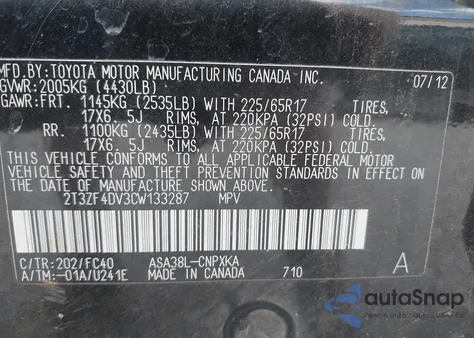 MFD.BY:TOYOTA MOTOR MANUFACTURING CANADA INC.
GVWR:2005KG (4430LB) 07/12
GAWR:FRT. 1145KG (2535LB) WITH 225/65R17 TIRES,
17X6.5J RIMS, AT 220KPA (32PSI) COLD.
RR. 1100KG (2435LB) WITH 225/65R17 TIRES,
17X6.5J RIMS, AT 220KPA (32PSI) COLD.
THIS VEHICLE CONFORMS TO ALL APPLICABLE FEDERAL MOTOR
VEHICLE SAFETY AND THEFT PREVENTION STANDARDS IN EFFECT ON
THE DATE OF MANUFACTURE SHOWN ABOVE.
2T3ZF4DV3CW133287 MPV
C/TR:202/FC40 ASA38L-CNPXKA
A/TM:-01A/U241E MADE IN CANADA 710 A
autoSnap
Powered by